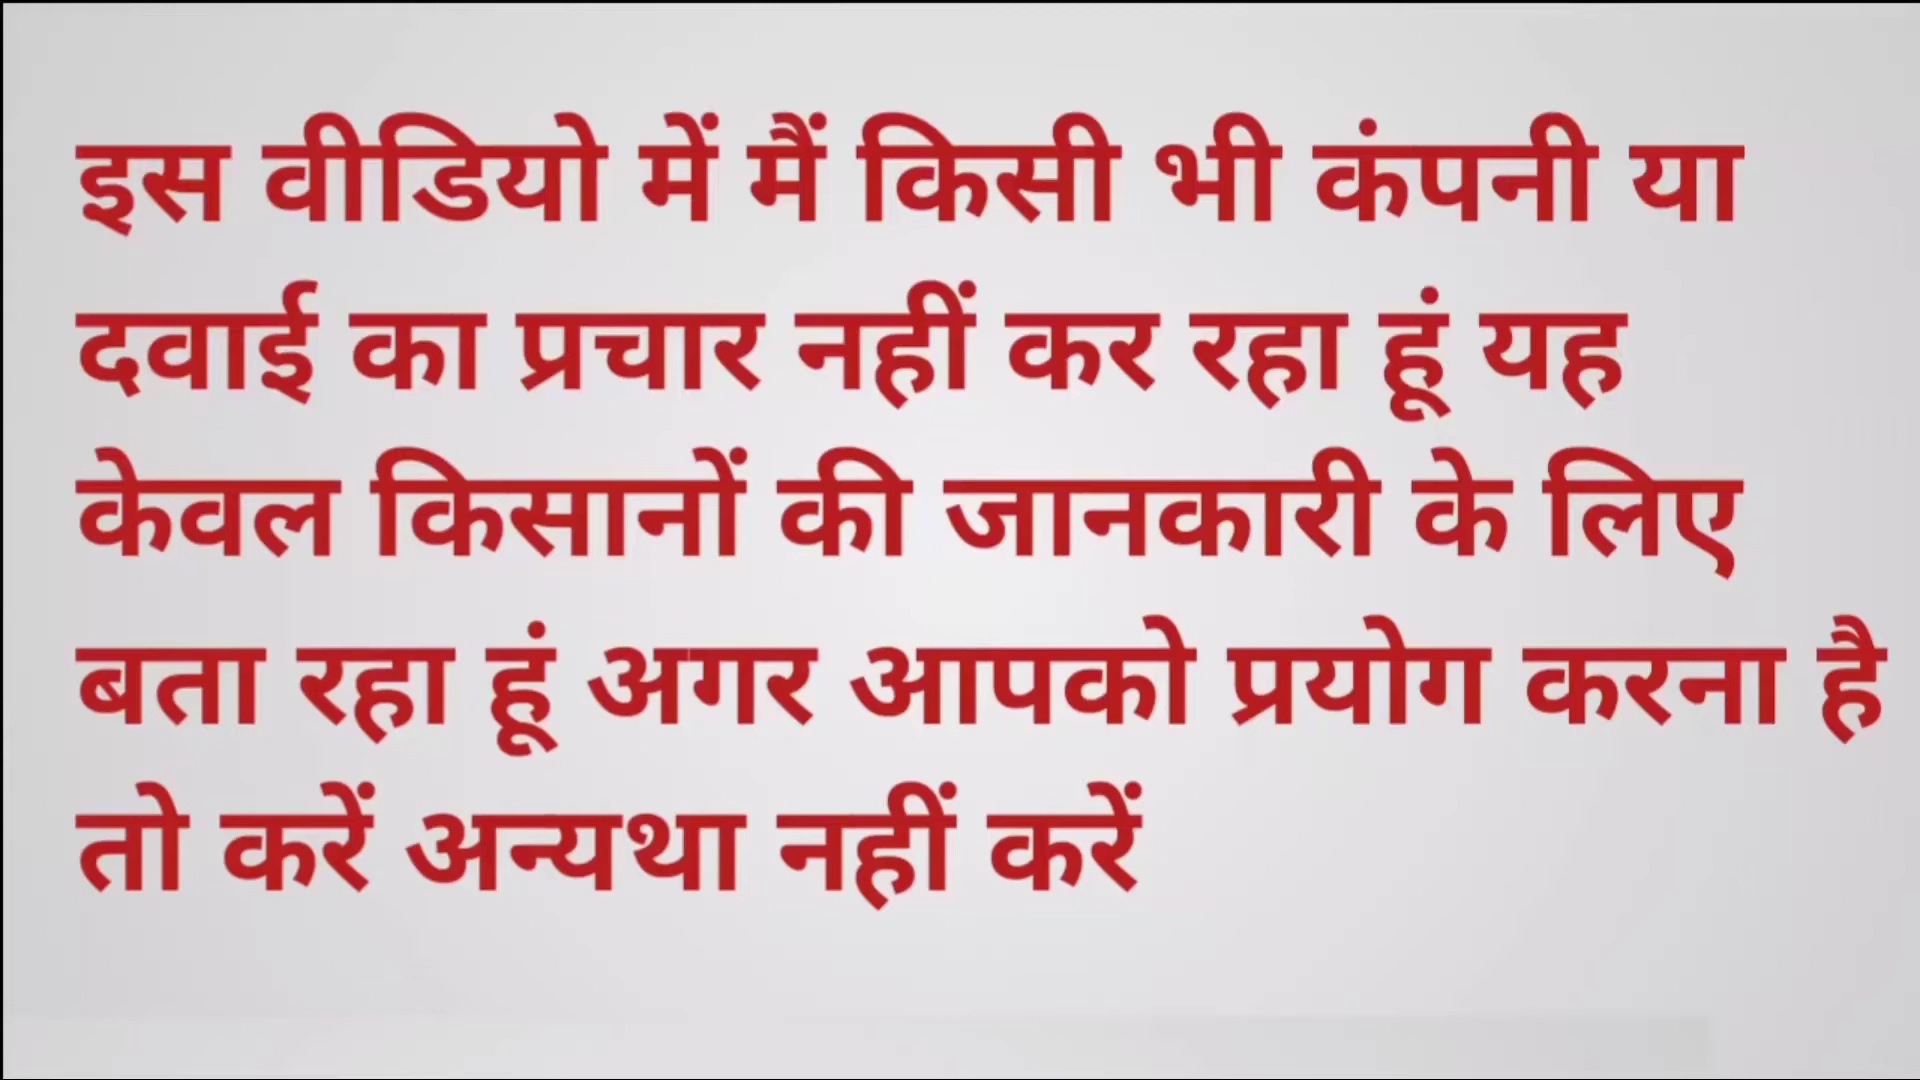 इस वीडियो में मैं किसी भी कंपनी या
दवाई का प्रचार नहीं कर रहा हूं यह
केवल किसानों की जानकारी के लिए
बता रहा हूं अगर आपको प्रयोग करना है
तो करें अन्यथा नहीं करें